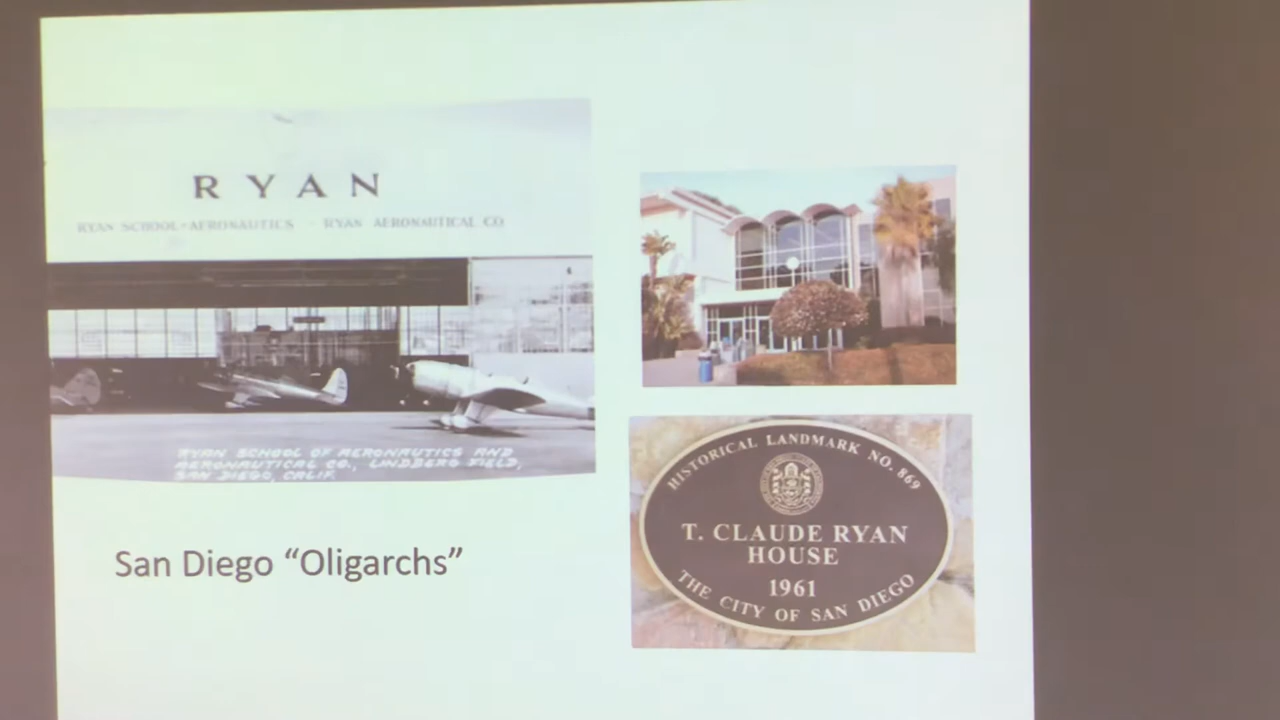 RYAN
RYAN SCHOOL-AERONAUTICS - RYAN AERONAUTICAL CO.
RYAN SCHOOL OF AERONAUTICS AND
AERONAUTICAL CO., LINDBERG FIELD,
SAN DIEGO, CALIF.
San Diego “Oligarchs”
HISTORICAL LANDMARK NO. 869
T. CLAUDE RYAN
HOUSE
1961
THE CITY OF SAN DIEGO